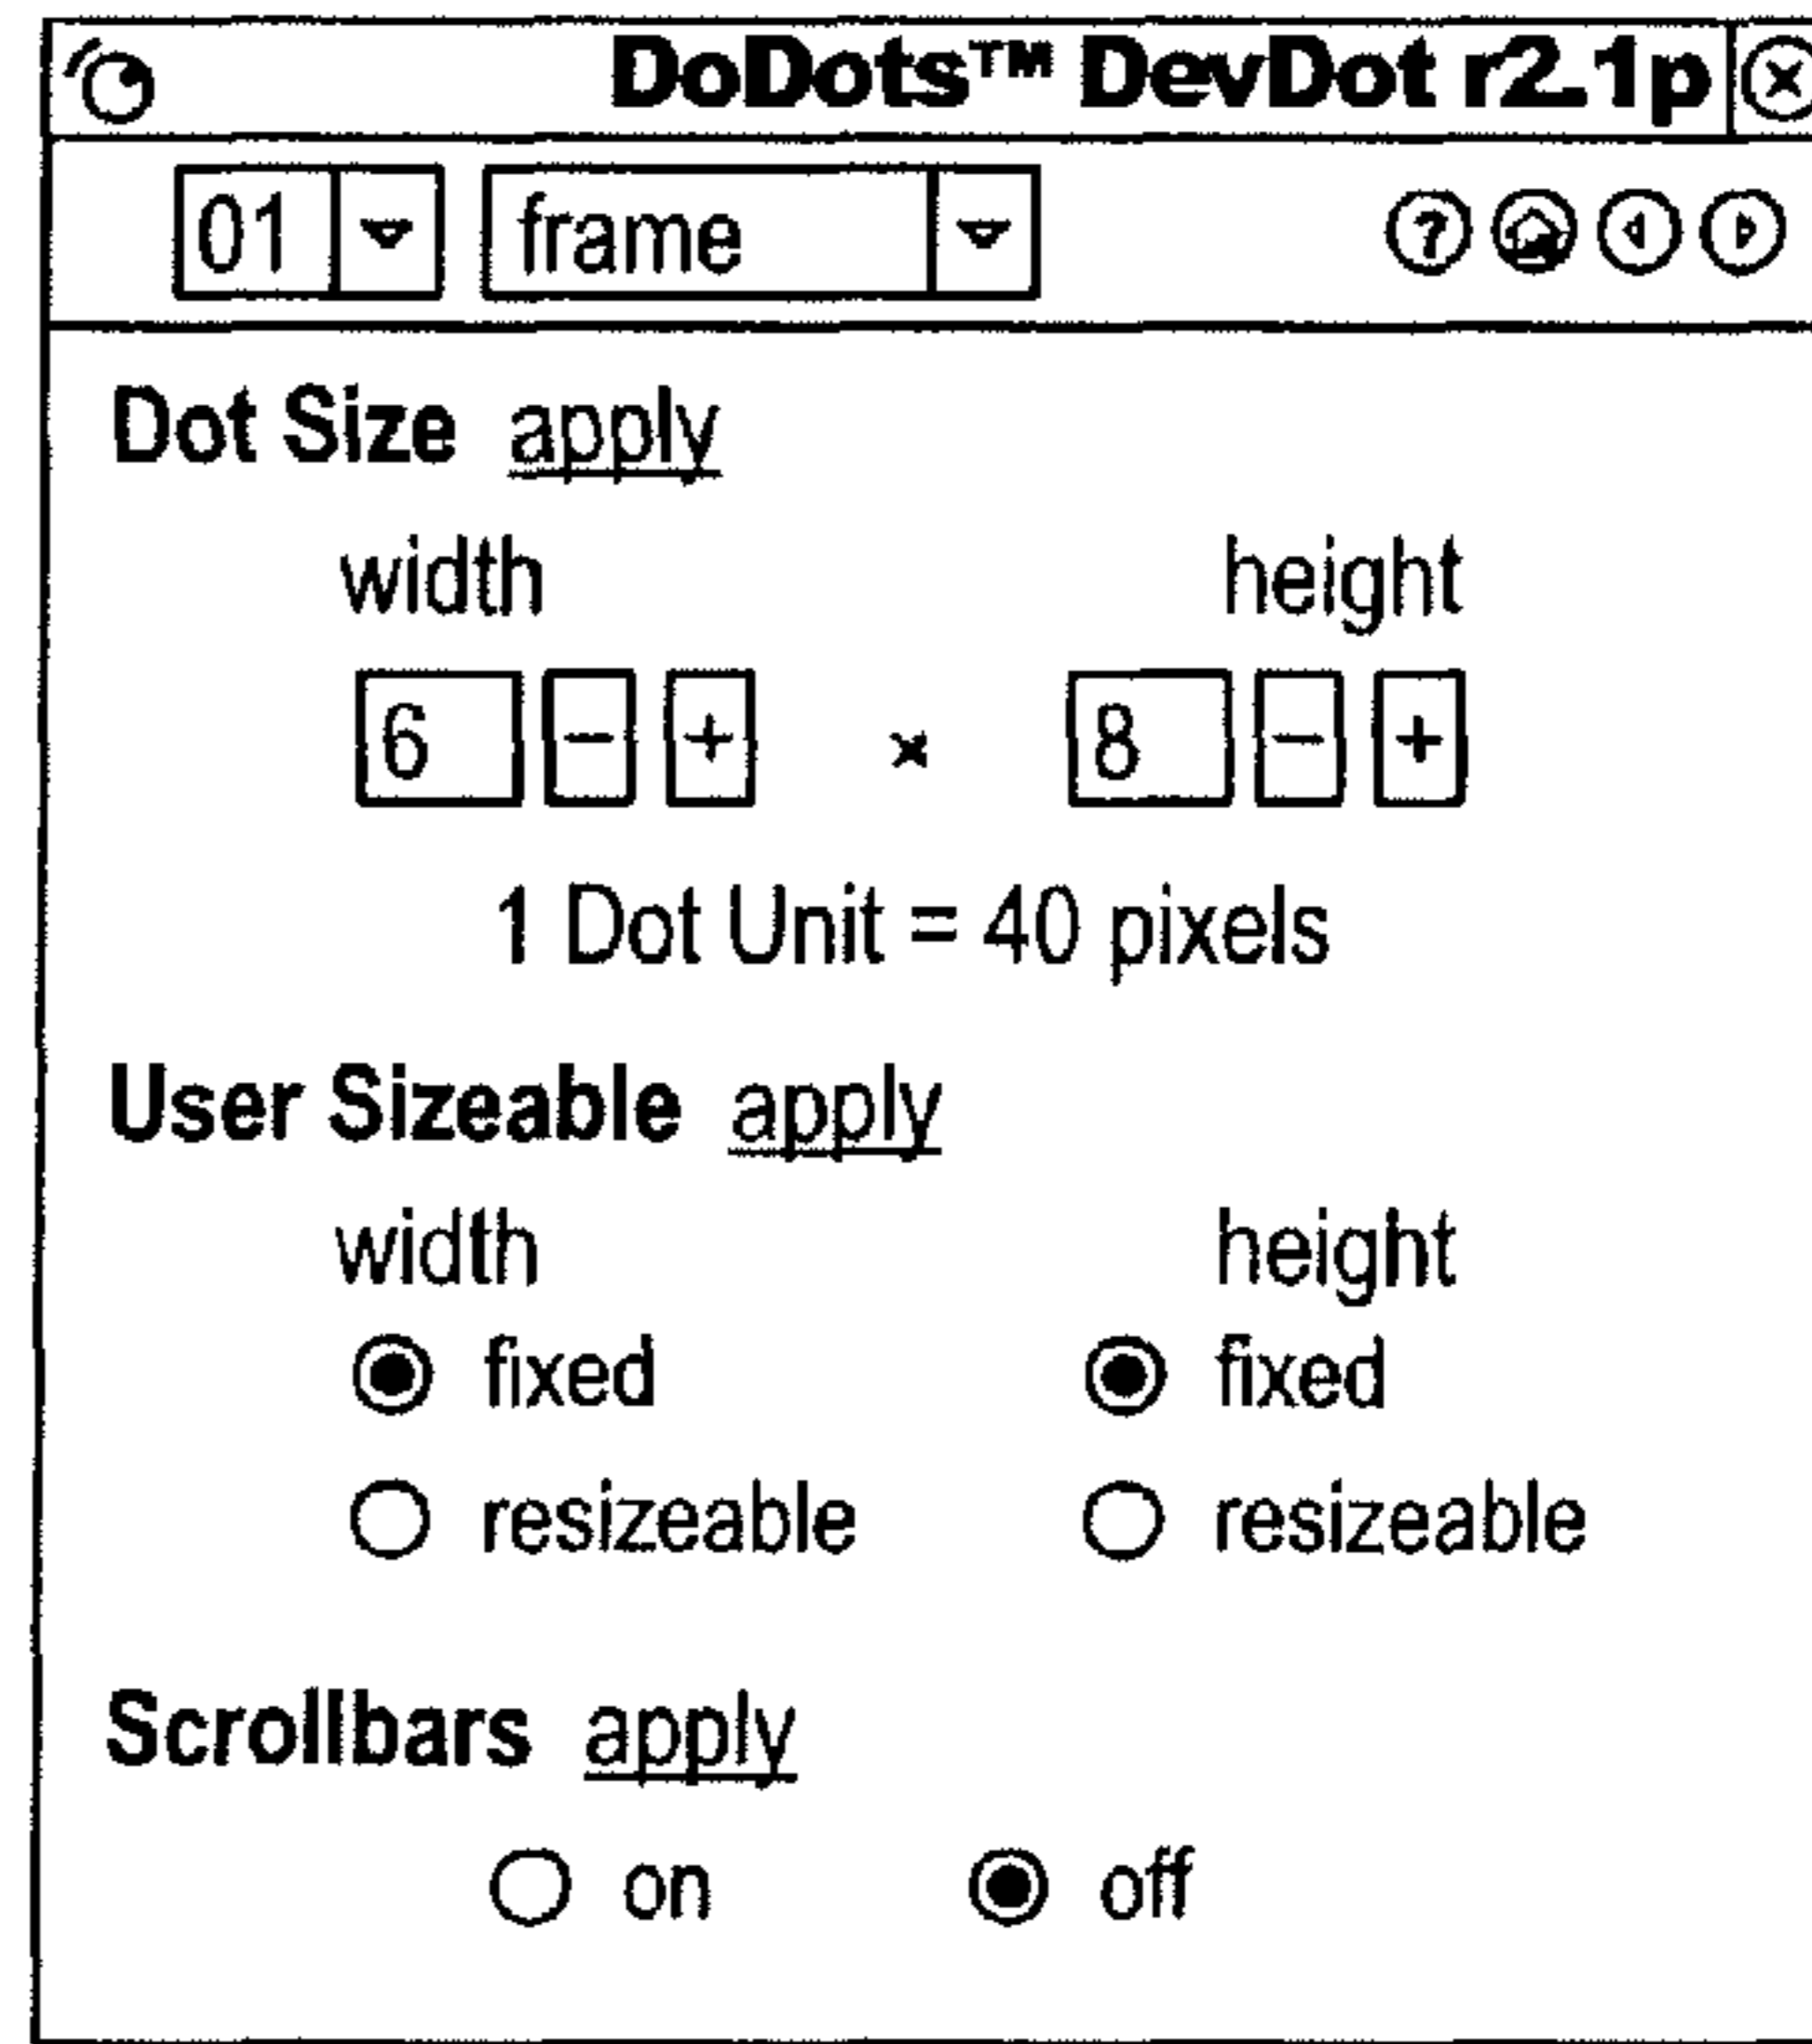 DoDots™ DevDot r2.1p
01 frame ?
Dot Size apply
width height
6 - + × 8 - +
1 Dot Unit = 40 pixels
User Sizeable apply
width height
fixed fixed
resizeable resizeable
Scrollbars apply
on off